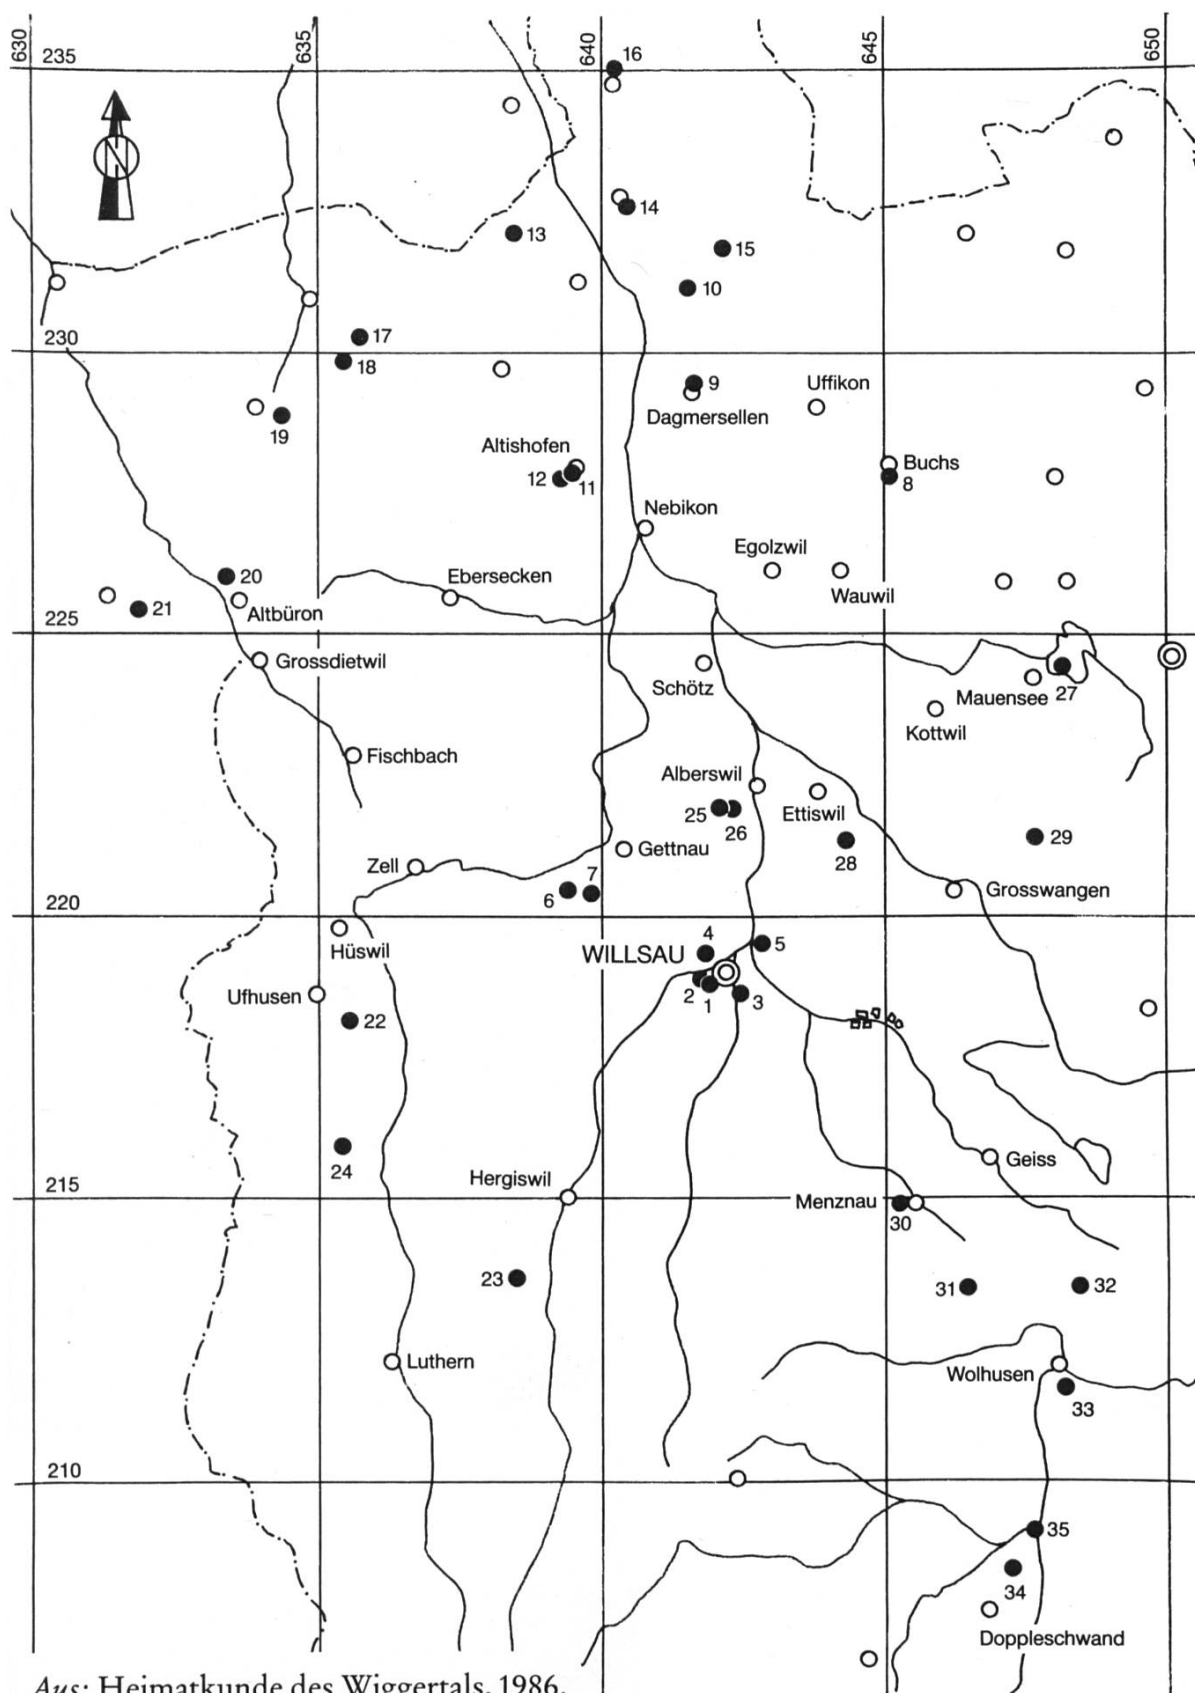 630
635
640
645
650
235
16
14
13
15
10
17
230
18
9
Uffikon
Dagmersellen
19
Altishofen
Buchs
12
11
8
Nebikon
Egolzwil
20
Ebersecken
Wauwil
21
Altbüron
225
Grossdietwil
Schötz
Mauensee
27
Kottwil
Fischbach
Alberswil
25
26
Ettiswil
29
28
Gettnau
Zell
7
6
Grosswangen
220
4
5
Hüswil
WILLSAU
2
1
3
Ufhusen
22
24
Geiss
Hergiswil
215
Menznau
30
23
31
32
Luthern
Wolhusen
33
210
35
34
Doppleschwand
Aus: Heimatkunde des Wiggertals, 1986.